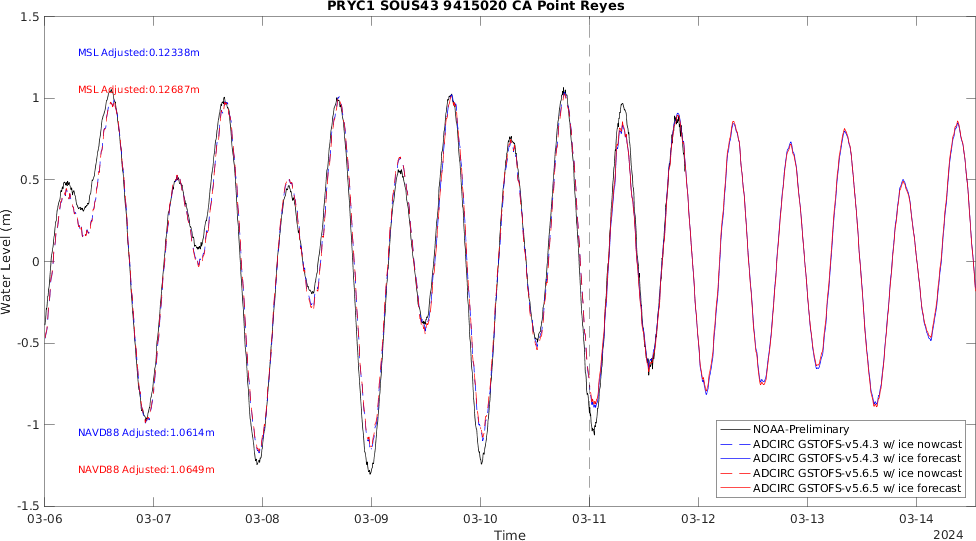 PRYC1 SOUS43 9415020 CA Point Reyes
1.5
MSL Adjusted:0.12338m
MSL Adjusted:0.12687m
1
0.5
Water Level (m)
0
-0.5
-1
NAVD88 Adjusted:1.0614m
NAVD88 Adjusted:1.0649m
NOAA-Preliminary
ADCIRC GSTOFS-v5.4.3 w/ ice nowcast
ADCIRC GSTOFS-v5.4.3 w/ ice forecast
ADCIRC GSTOFS-v5.6.5 w/ ice nowcast
ADCIRC GSTOFS-v5.6.5 w/ ice forecast
-1.5
03-06 03-07 03-08 03-09 03-10 03-11 03-12 03-13 03-14
Time
2024